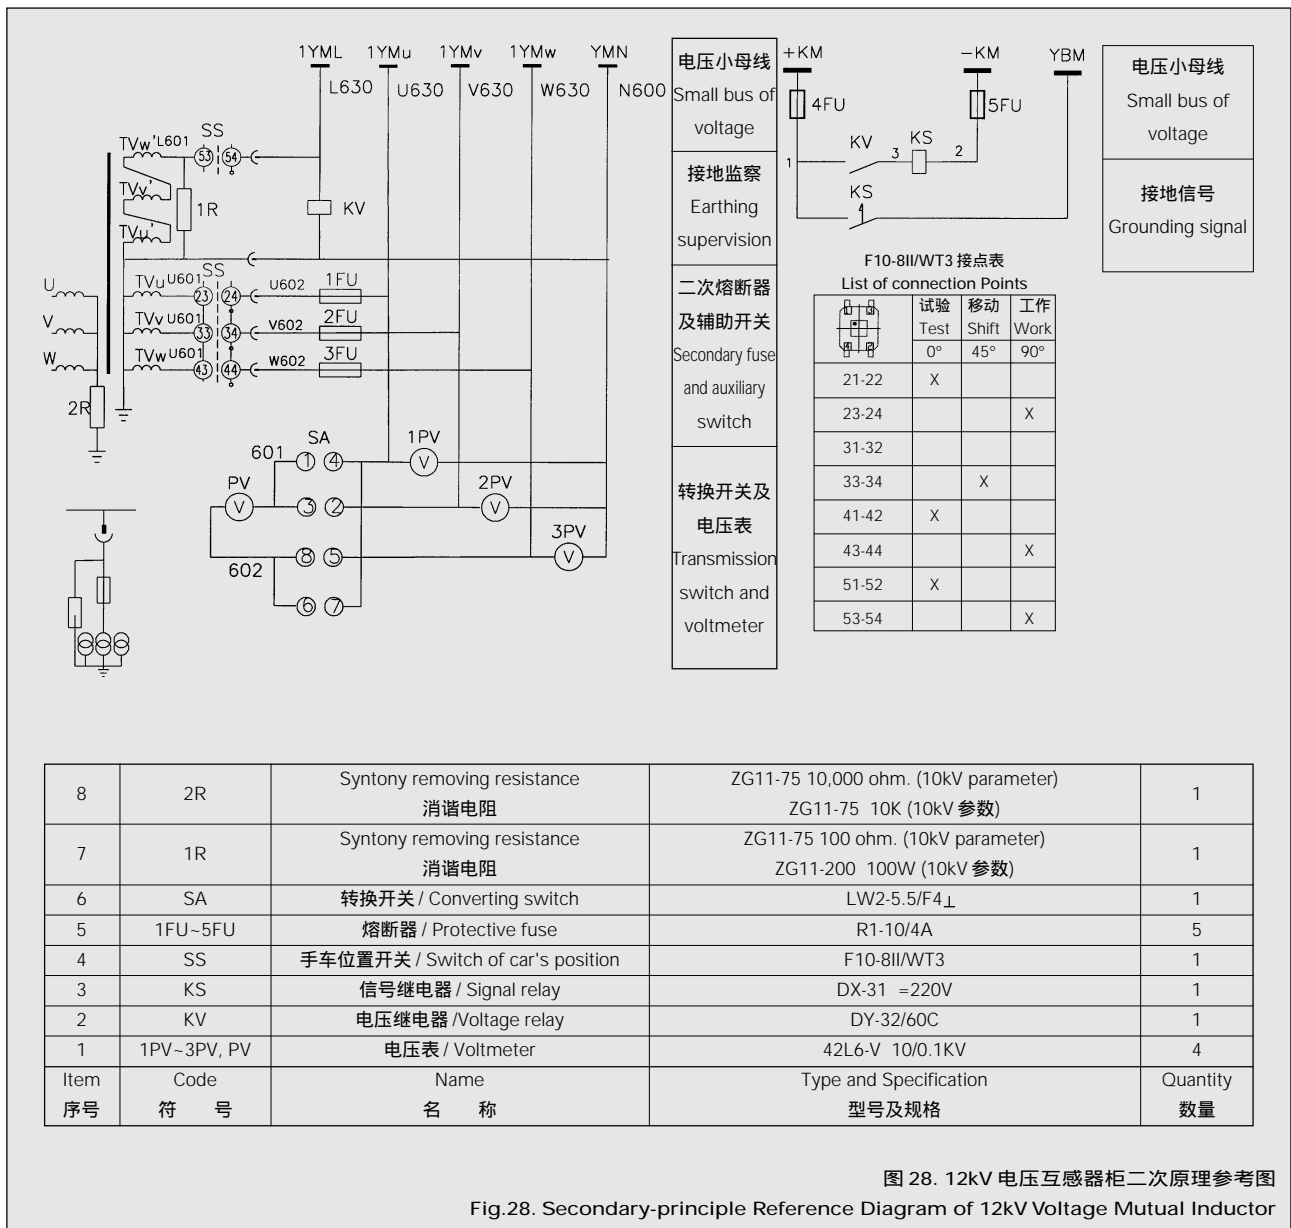 1YML 1YMu 1YMv 1YMw YMN
L630 U630 V630 W630 N600
TVw' L601 SS
53 54
TVv'
1R
KV
TVu'
U
TVu U601 SS
23 24
U602
1FU
V
TVv U601
33 34
V602
2FU
W
TVw U601
43 44
W602
3FU
2R
601
SA
1 4
1PV
V
PV
V
3 2
2PV
V
602
8 5
3PV
V
6 7
电压小母线
Small bus of
voltage
接地监察
Earthing
supervision
二次熔断器
及辅助开关
Secondary fuse
and auxiliary
switch
转换开关及
电压表
Transmission
switch and
voltmeter
+KM -KM YBM
4FU 5FU
KV KS
1 3 2
KS
电压小母线
Small bus of
voltage
接地信号
Grounding signal
F10-8II/WT3 接点表
List of connection Points
试验 移动 工作
Test Shift Work
0° 45° 90°
21-22 X
23-24 X
31-32
33-34 X
41-42 X
43-44 X
51-52 X
53-54 X
8 2R Syntony removing resistance ZG11-75 10,000 ohm. (10kV parameter) 1
消谐电阻 ZG11-75 10K (10kV 参数)
7 1R Syntony removing resistance ZG11-75 100 ohm. (10kV parameter) 1
消谐电阻 ZG11-200 100W (10kV 参数)
6 SA 转换开关 / Converting switch LW2-5.5/F4⊥ 1
5 1FU~5FU 熔断器 / Protective fuse R1-10/4A 5
4 SS 手车位置开关 / Switch of car's position F10-8II/WT3 1
3 KS 信号继电器 / Signal relay DX-31 =220V 1
2 KV 电压继电器 /Voltage relay DY-32/60C 1
1 1PV~3PV, PV 电压表 / Voltmeter 42L6-V 10/0.1KV 4
Item Code Name Type and Specification Quantity
序号 符 号 名 称 型号及规格 数量
图 28. 12kV 电压互感器柜二次原理参考图
Fig.28. Secondary-principle Reference Diagram of 12kV Voltage Mutual Inductor